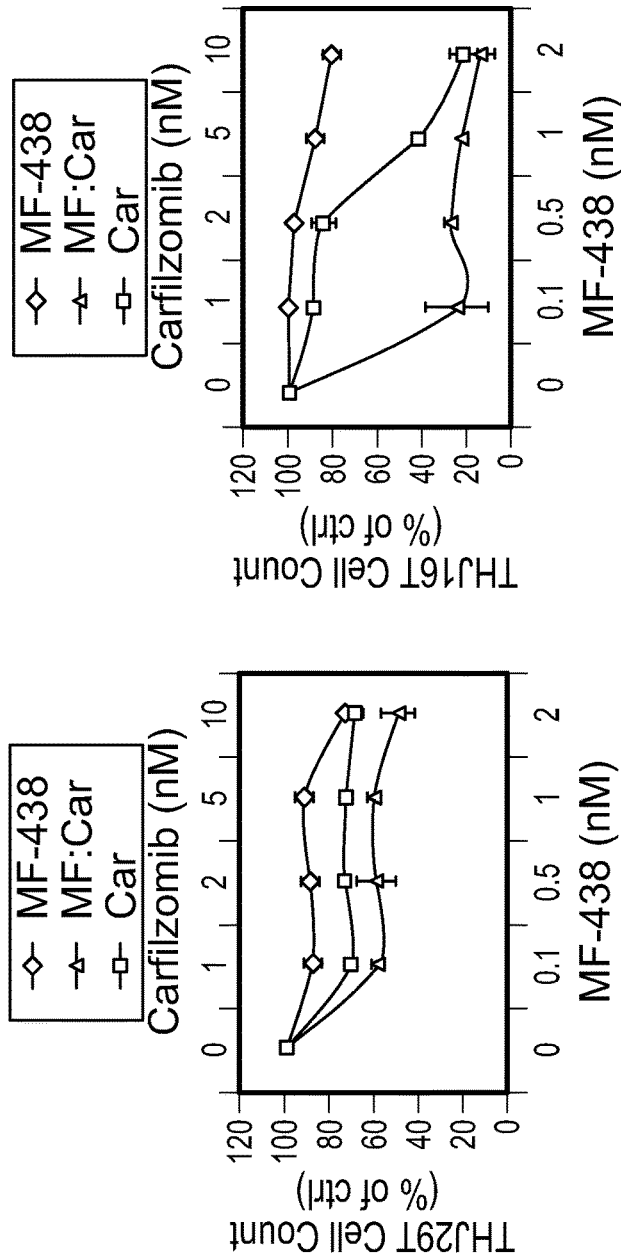 MF-438
MF:Car
Car
Carfilzomib (nM)
0 1 2 5 10
120
100
80
60
40
20
0
THJ29T Cell Count
(% of ctrl)
0 0.1 0.5 1 2
MF-438 (nM)
MF-438
MF:Car
Car
Carfilzomib (nM)
0 1 2 5 10
120
100
80
60
40
20
0
THJ16T Cell Count
(% of ctrl)
0 0.1 0.5 1 2
MF-438 (nM)